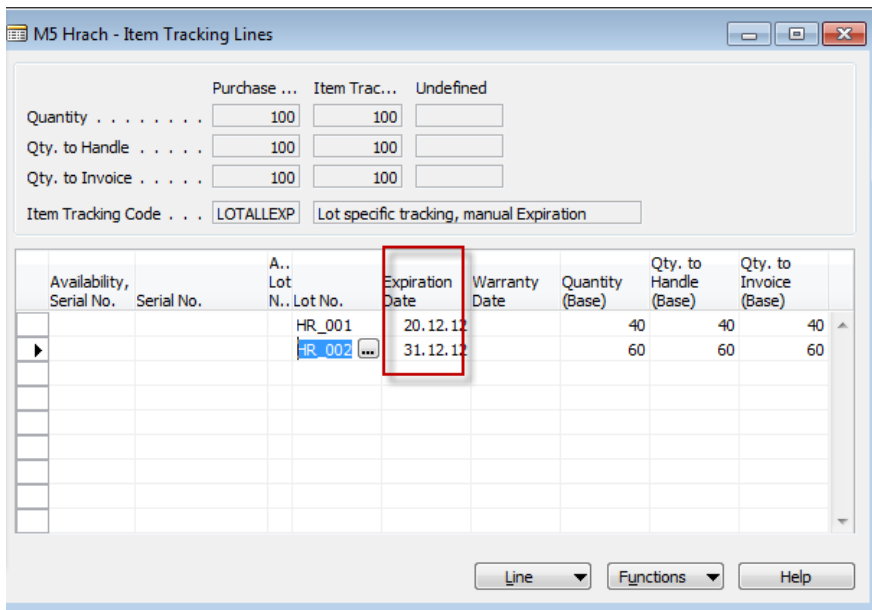 M5 Hrach - Item Tracking Lines
Purchase ... Item Trac... Undefined
Quantity . . . . . . . . 100 100
Qty. to Handle . . . . . 100 100
Qty. to Invoice . . . . . 100 100
Item Tracking Code . . . LOTALLEXP Lot specific tracking, manual Expiration
Availability, Serial No. Serial No. A.. Lot N.. Lot No. Expiration Date Warranty Date Quantity (Base) Qty. to Handle (Base) Qty. to Invoice (Base)
HR_001 20.12.12 40 40 40
HR_002 ... 31.12.12 60 60 60
Line Functions Help